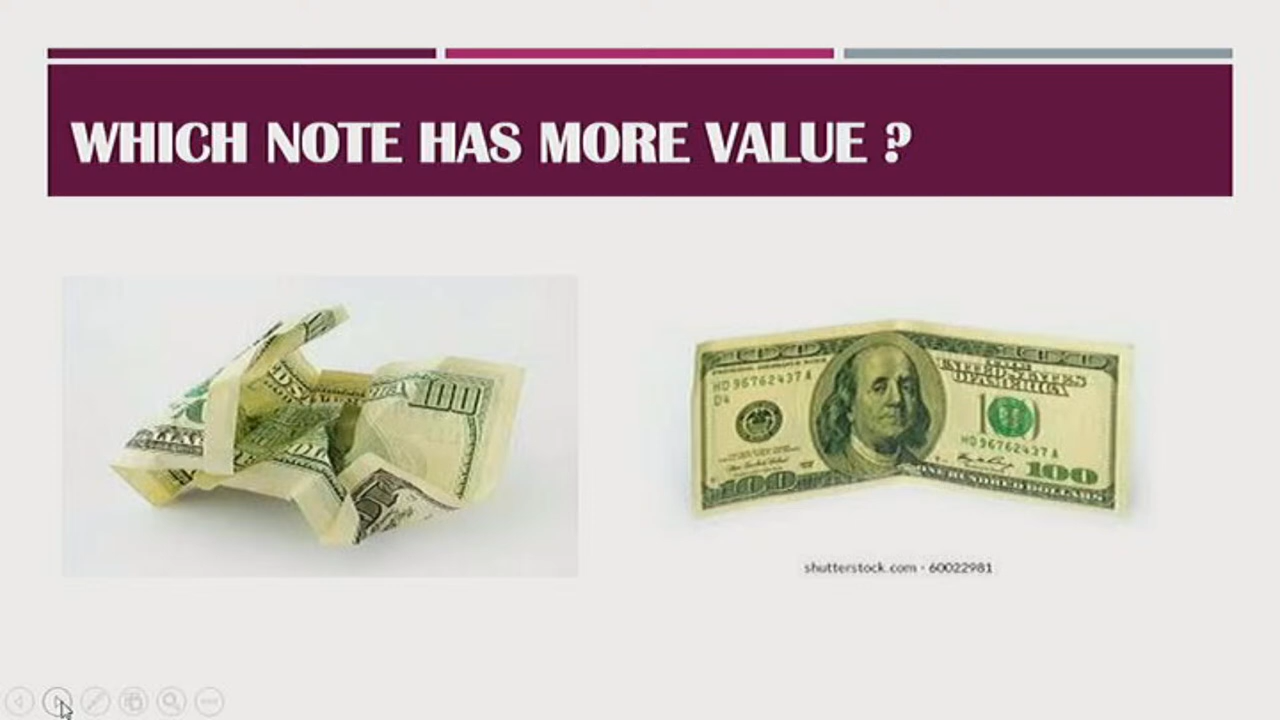 WHICH NOTE HAS MORE VALUE ?
100
HD 96762437 A
D4
THE
UNITED STATES
OF AMERICA
HD 96762437 A
100
100
ONE HUNDRED DOLLARS
shutterstock.com · 60022981